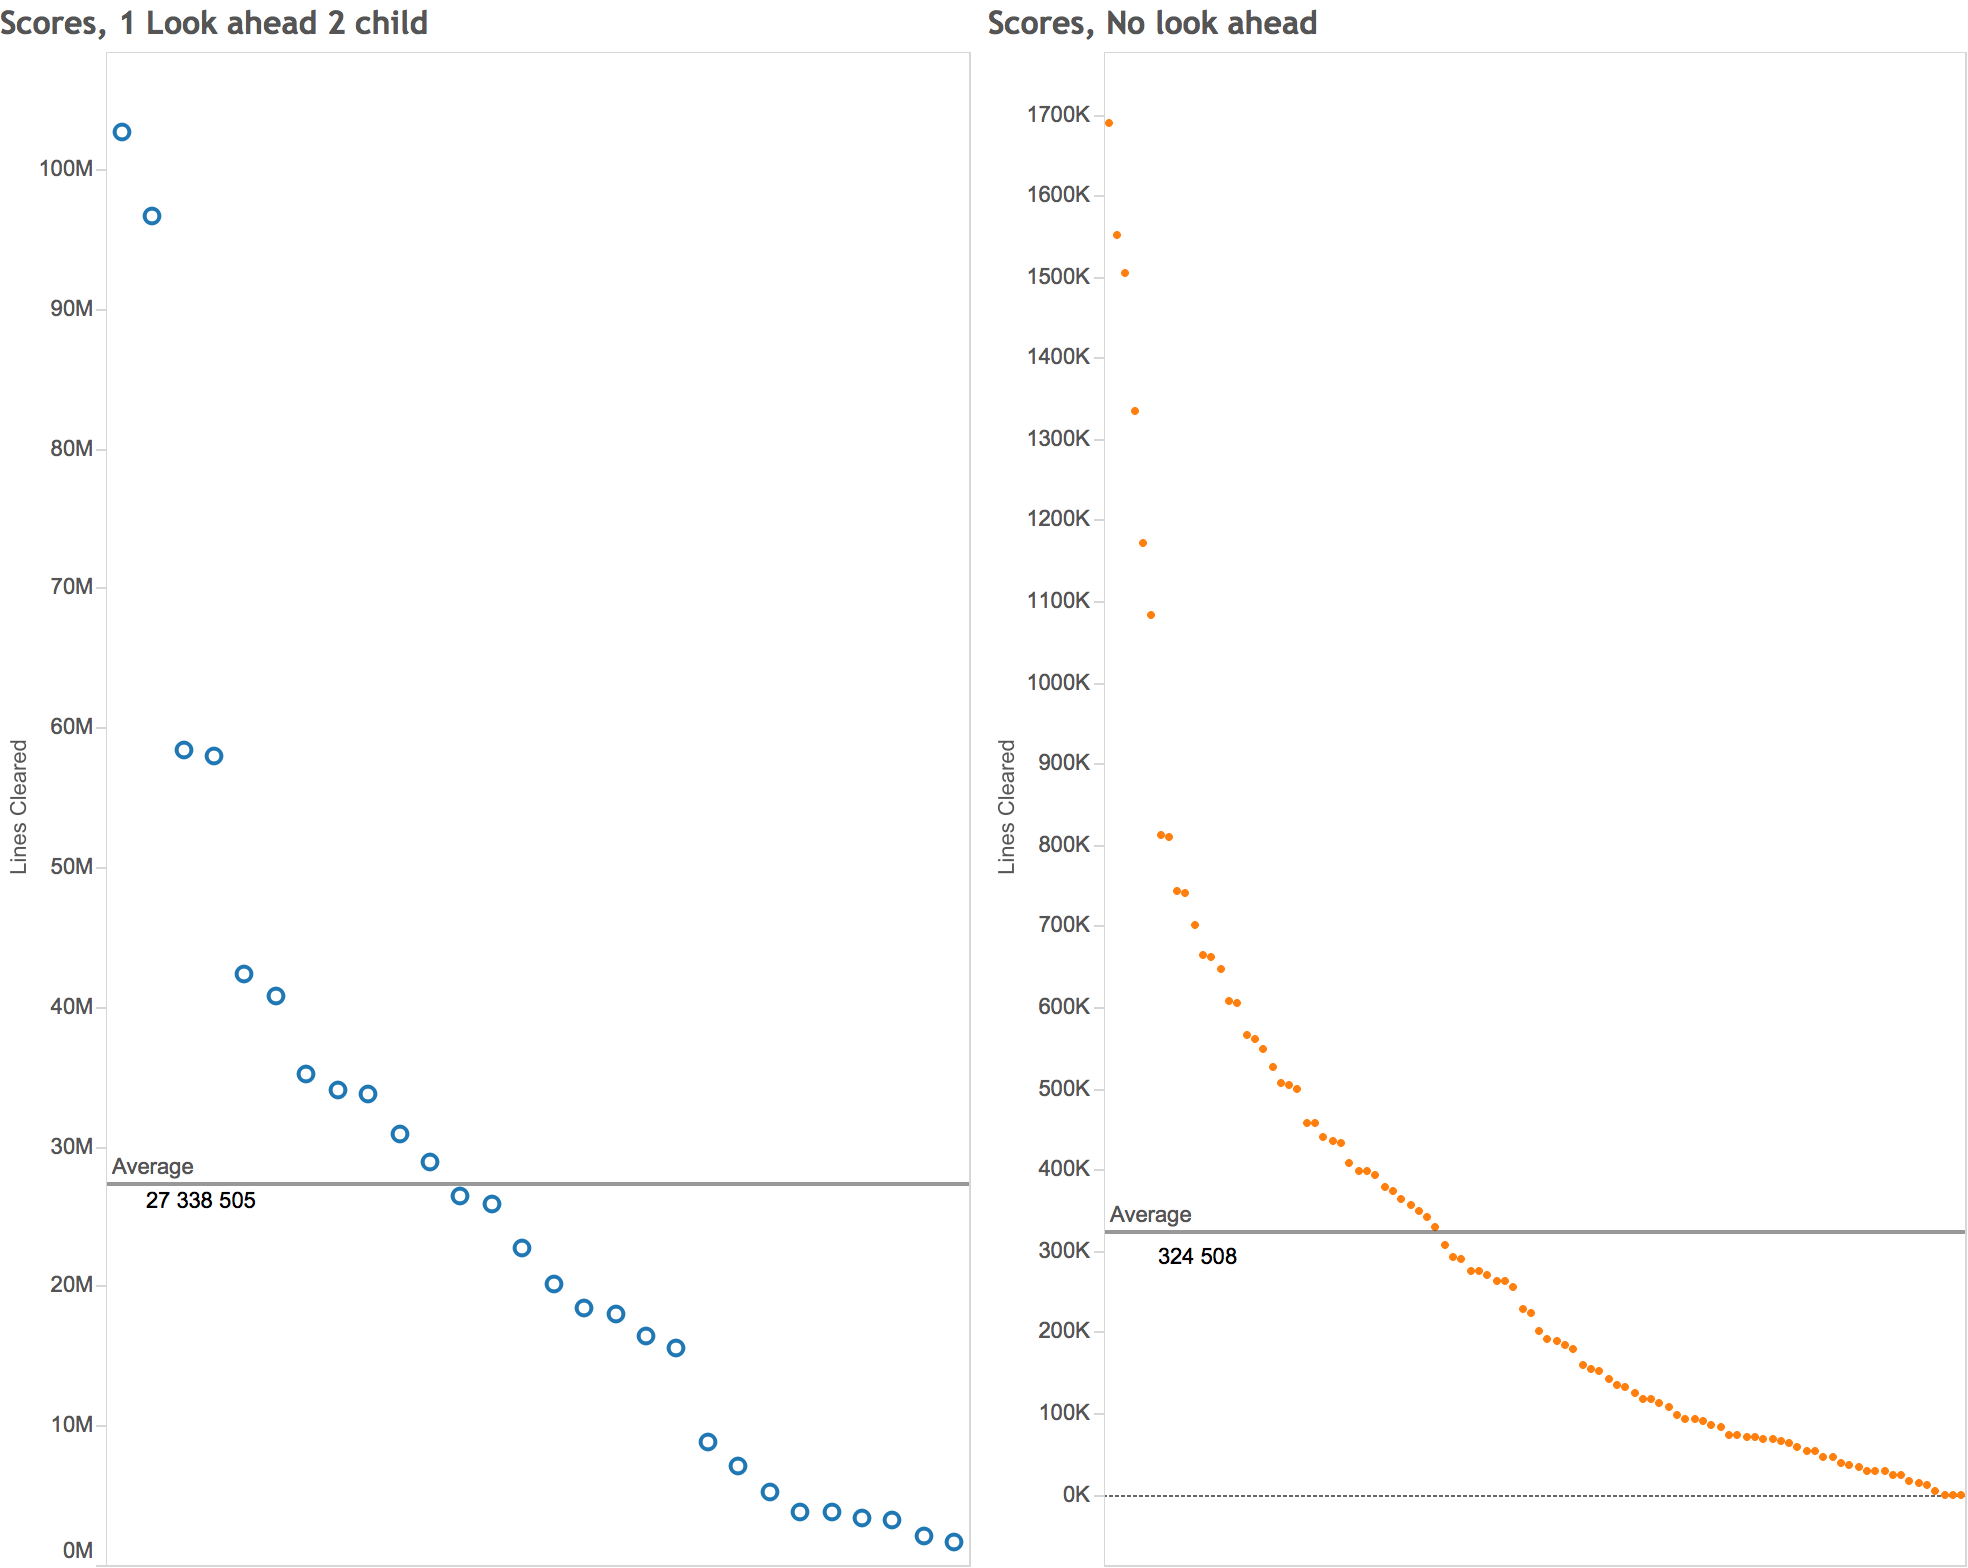 Scores, 1 Look ahead 2 child
100M
90M
80M
70M
60M
50M
40M
30M
20M
10M
0M
Lines Cleared
Average
27 338 505
Scores, No look ahead
1700K
1600K
1500K
1400K
1300K
1200K
1100K
1000K
900K
800K
700K
600K
500K
400K
300K
200K
100K
0K
Lines Cleared
Average
324 508